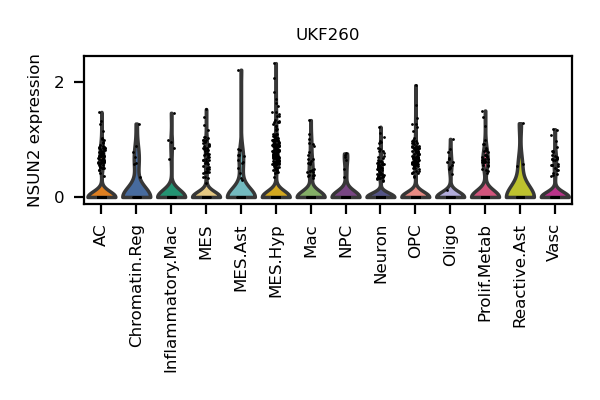 UKF260
NSUN2 expression
2
0
AC
Chromatin.Reg
Inflammatory.Mac
MES
MES.Ast
MES.Hyp
Mac
NPC
Neuron
OPC
Oligo
Prolif.Metab
Reactive.Ast
Vasc